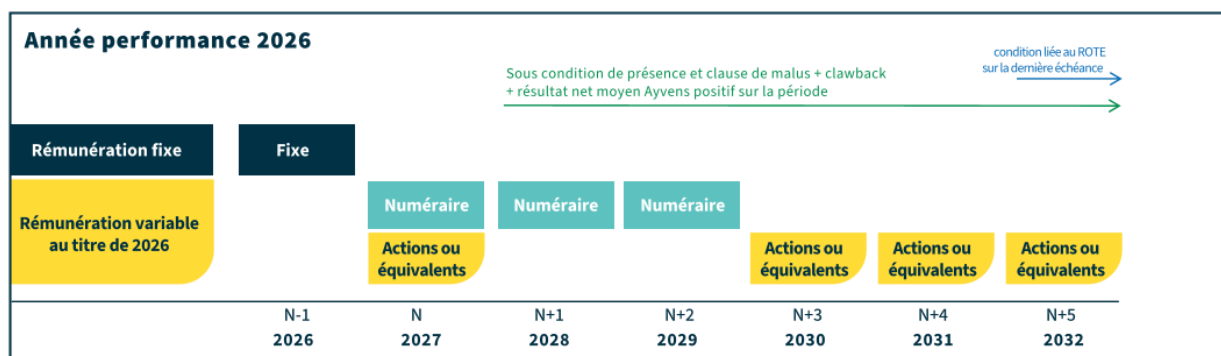 Année performance 2026
condition liée au ROTE
sur la dernière échéance
Sous condition de présence et clause de malus + clawback
+ résultat net moyen Ayvens positif sur la période
Rémunération fixe
Fixe
Rémunération variable
au titre de 2026
Numéraire
Numéraire
Numéraire
Actions ou
équivalents
Actions ou
équivalents
Actions ou
équivalents
Actions ou
équivalents
N-1
N
N+1
N+2
N+3
N+4
N+5
2026
2027
2028
2029
2030
2031
2032